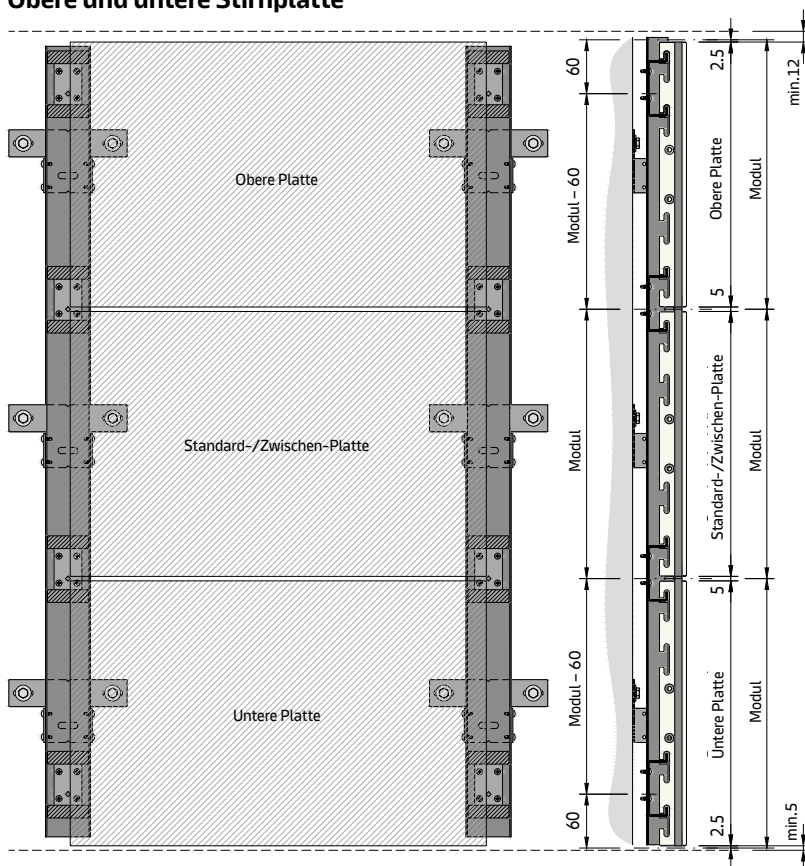 Obere und untere Stirnplatte
Obere Platte
Standard-/Zwischen-Platte
Untere Platte
60
Modul – 60
Modul
Modul – 60
60
2.5
Obere Platte
5
Standard-/Zwischen-Platte
5
Untere Platte
2.5
Modul
Modul
Modul
min.12
min.5